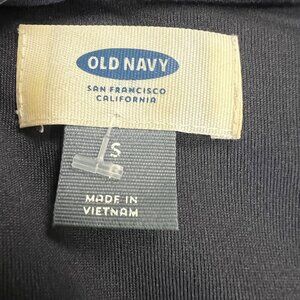 OLD NAVY
SAN FRANCISCO
CALIFORNIA
S
MADE IN
VIETNAM